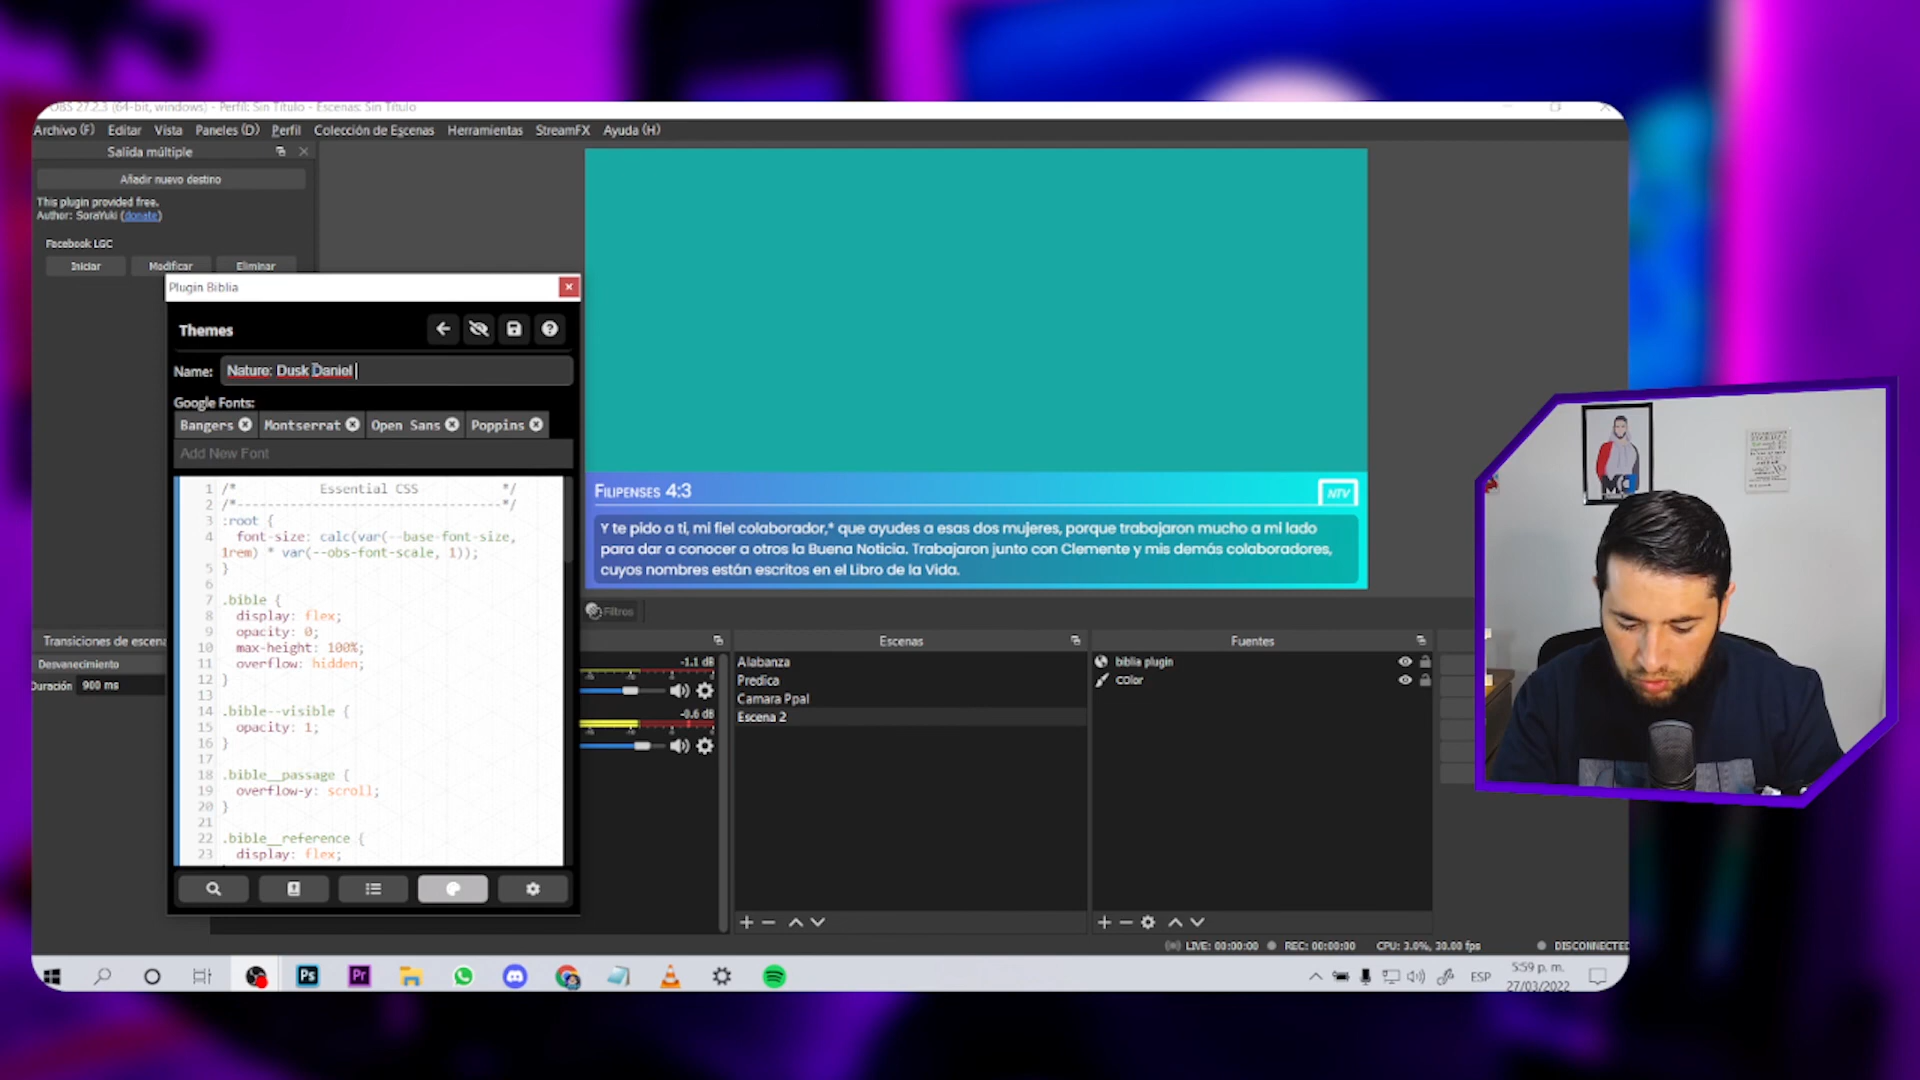 OBS 27.2.3 (64-bit, windows) - Perfil: Sin Título - Escenas: Sin Título
Archivo (F) Editar Vista Paneles (D) Perfil Colección de Escenas Herramientas StreamFX Ayuda (H)
Salida múltiple
Añadir nuevo destino
This plugin provided free.
Author: SoraYuki (donate)
Facebook LGC
Iniciar Modificar Eliminar
Plugin Biblia
Themes
Name: Nature: Dusk Daniel
Google Fonts:
Bangers Montserrat Open Sans Poppins
Add New Font
1 /* Essential CSS */
2 /*---------------------------------*/
3 :root {
4 font-size: calc(var(--base-font-size,
1rem) * var(--obs-font-scale, 1));
5 }
6
7 .bible {
8 display: flex;
9 opacity: 0;
10 max-height: 100%;
11 overflow: hidden;
12 }
13
14 .bible--visible {
15 opacity: 1;
16 }
17
18 .bible__passage {
19 overflow-y: scroll;
20 }
21
22 .bible__reference {
23 display: flex;
Filipenses 4:3
NTV
Y te pido a ti, mi fiel colaborador,* que ayudes a esas dos mujeres, porque trabajaron mucho a mi lado
para dar a conocer a otros la Buena Noticia. Trabajaron junto con Clemente y mis demás colaboradores,
cuyos nombres están escritos en el Libro de la Vida.
Filtros
Transiciones de escena
Desvanecimiento
Duración 900 ms
-1.1 dB
-0.6 dB
Escenas
Alabanza
Predica
Camara Ppal
Escena 2
Fuentes
biblia plugin
COlor
LIVE: 00:00:00 REC: 00:00:00 CPU: 3.0%, 30.00 fps DISCONNECTED
Ps Pr
ESP
5:59 p. m.
27/03/2022